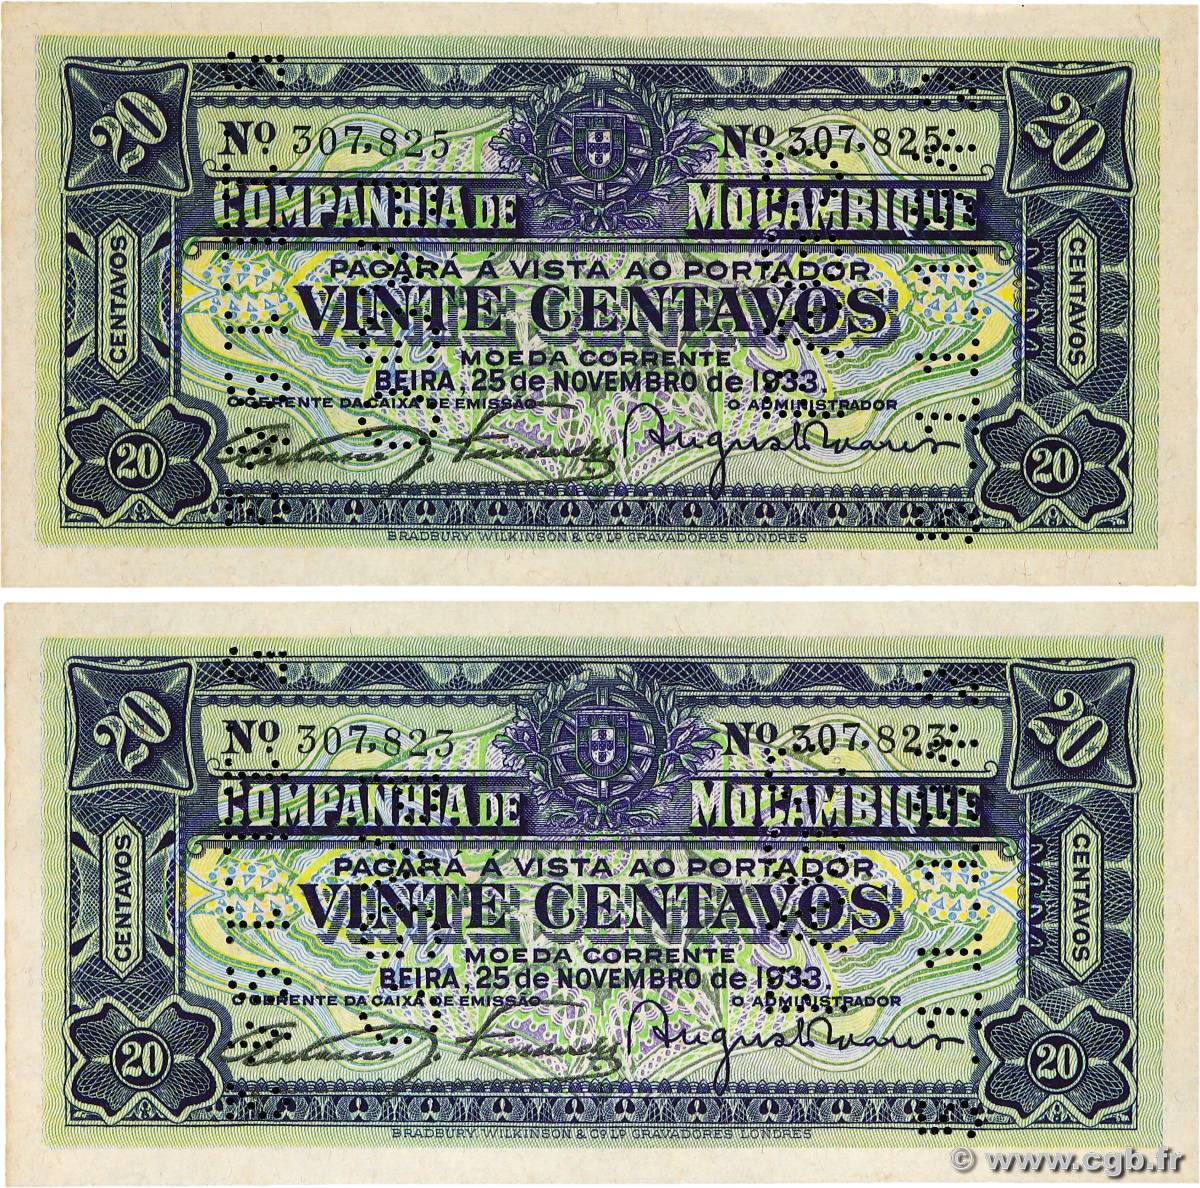 20 20
Nº 307,825 Nº 307,825
COMPANHIA DE MOÇAMBIQUE
PAGARÁ Á VISTA AO PORTADOR
VINTE CENTAVOS
MOEDA CORRENTE
BEIRA, 25 de NOVEMBRO de 1933.
O GERENTE DA CAIXA DE EMISSÃO O ADMINISTRADOR
CENTAVOS CENTAVOS
20 20
BRADBURY, WILKINSON & Cº Lº GRAVADORES LONDRES
20 20
Nº 307,823 Nº 307,823
COMPANHIA DE MOÇAMBIQUE
PAGARÁ Á VISTA AO PORTADOR
VINTE CENTAVOS
MOEDA CORRENTE
BEIRA, 25 de NOVEMBRO de 1933.
O GERENTE DA CAIXA DE EMISSÃO O ADMINISTRADOR
CENTAVOS CENTAVOS
20 20
BRADBURY, WILKINSON & Cº Lº GRAVADORES LONDRES
© www.cgb.fr